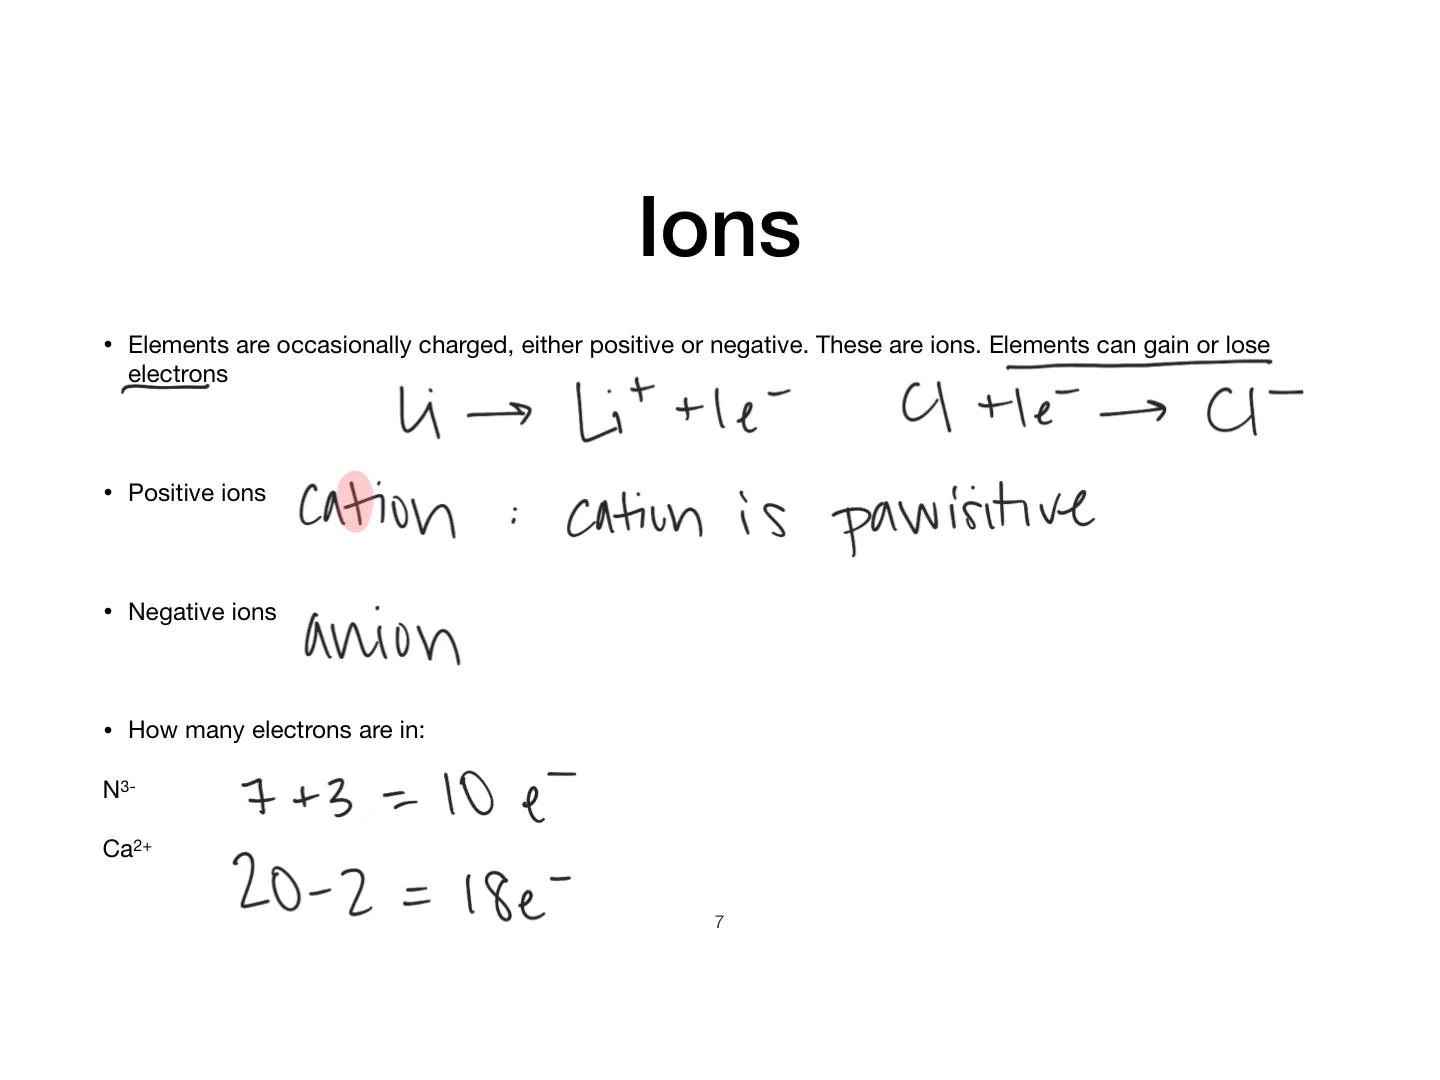 Ions
• Elements are occasionally charged, either positive or negative. These are ions. Elements can gain or lose
electrons
Li → Li⁺ + 1e⁻ Cl + 1e⁻ → Cl⁻
• Positive ions cation : cation is pawisitive
• Negative ions anion
• How many electrons are in:
N³⁻ 7 + 3 = 10 e⁻
Ca²⁺ 20 - 2 = 18e⁻
7